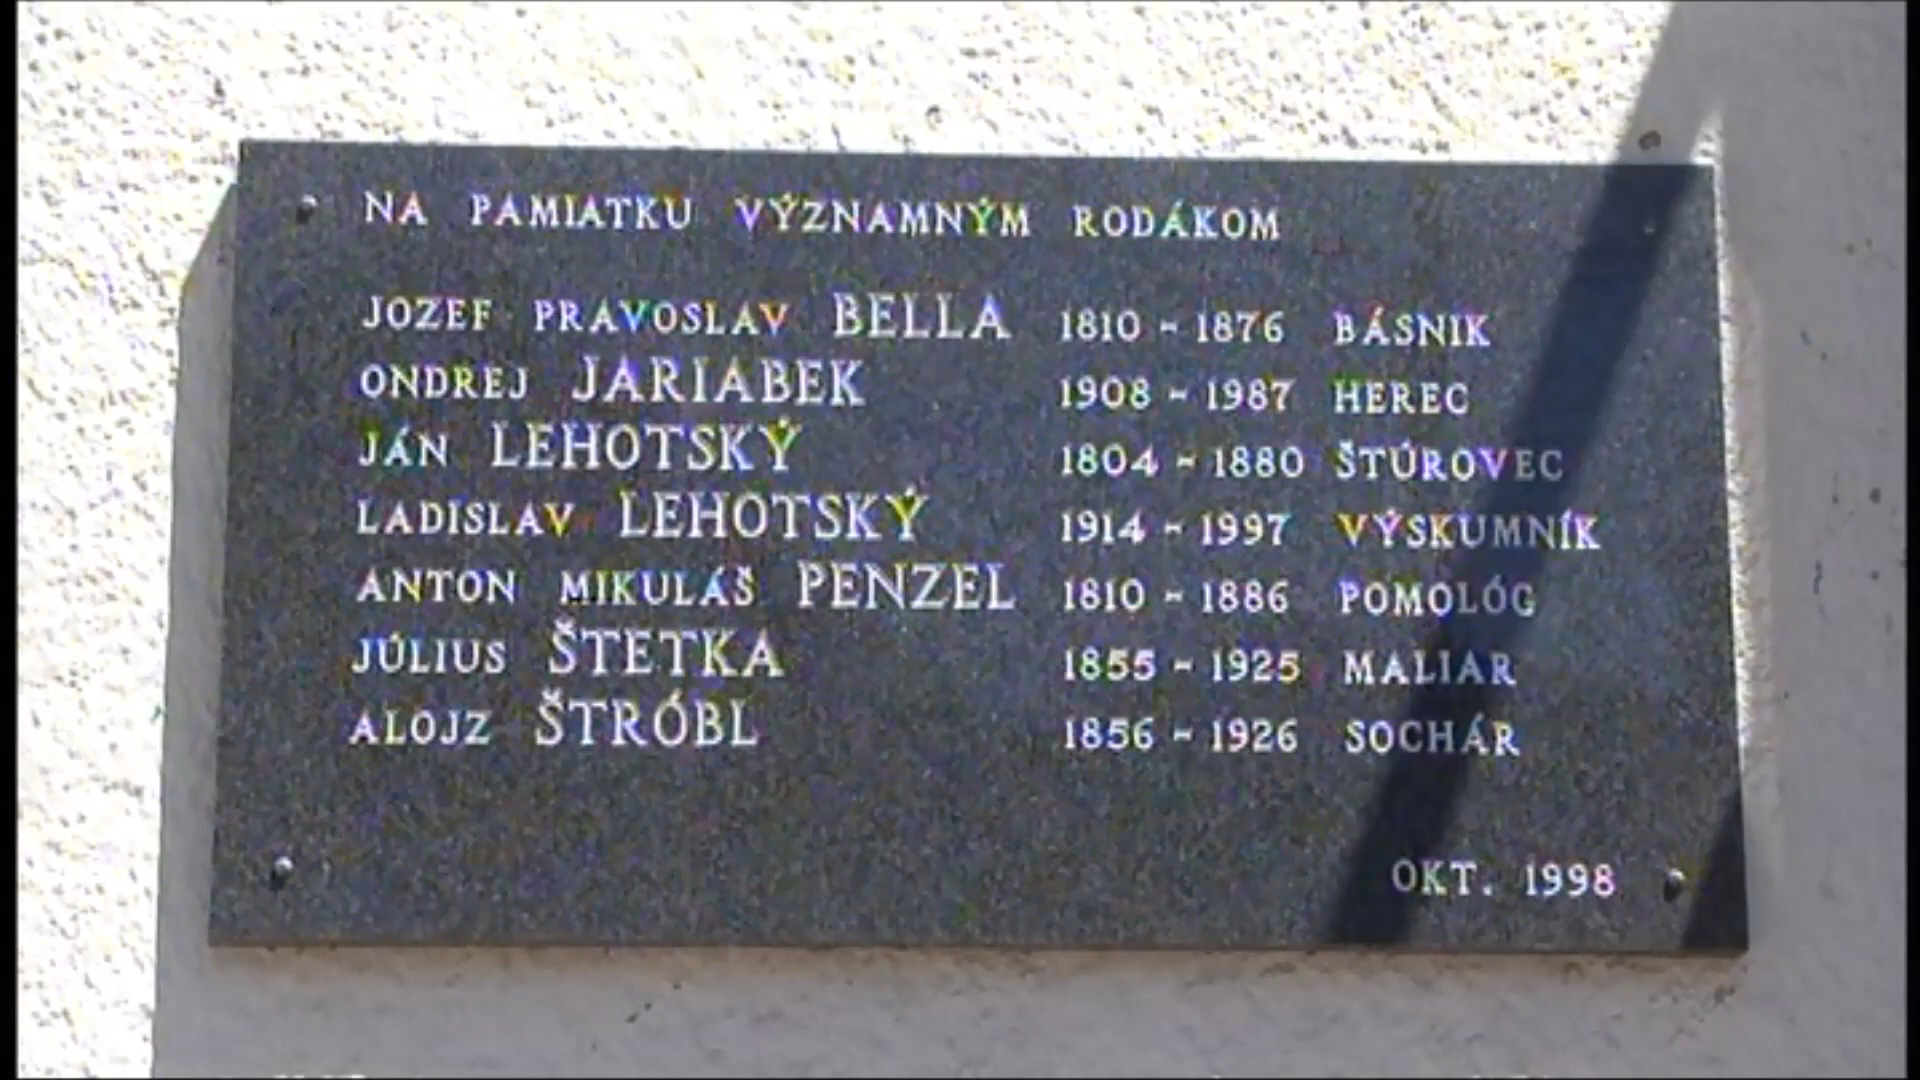 NA PAMIATKU VÝZNAMNÝM RODÁKOM
JOZEF PRAVOSLAV BELLA 1810 - 1876 BÁSNIK
ONDREJ JARIABEK 1908 - 1987 HEREC
JÁN LEHOTSKÝ 1804 - 1880 ŠTÚROVEC
LADISLAV LEHOTSKÝ 1914 - 1997 VÝSKUMNÍK
ANTON MIKULÁŠ PENZEL 1810 - 1886 POMOLÓG
JÚLIUS ŠTETKA 1855 - 1925 MALIAR
ALOJZ ŠTRÓBL 1856 - 1926 SOCHÁR
OKT. 1998